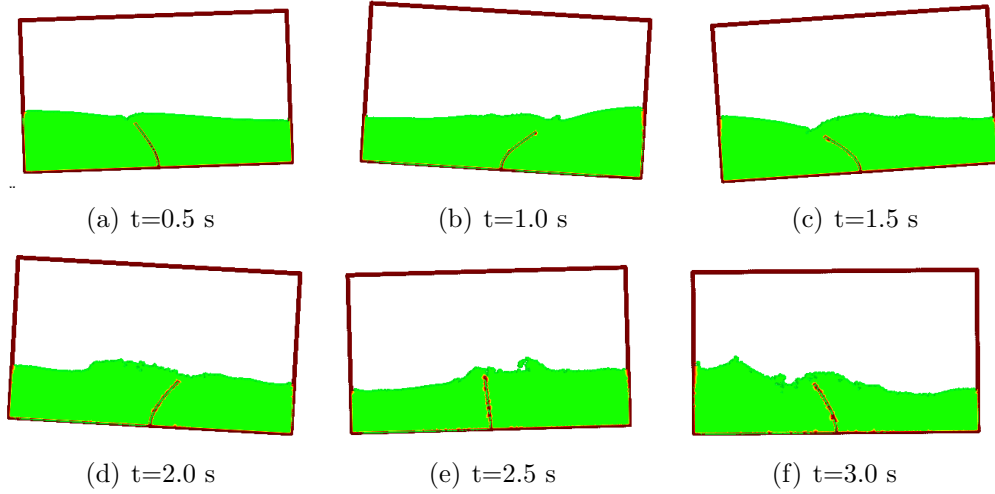 (a) t=0.5 s
(b) t=1.0 s
(c) t=1.5 s
(d) t=2.0 s
(e) t=2.5 s
(f) t=3.0 s